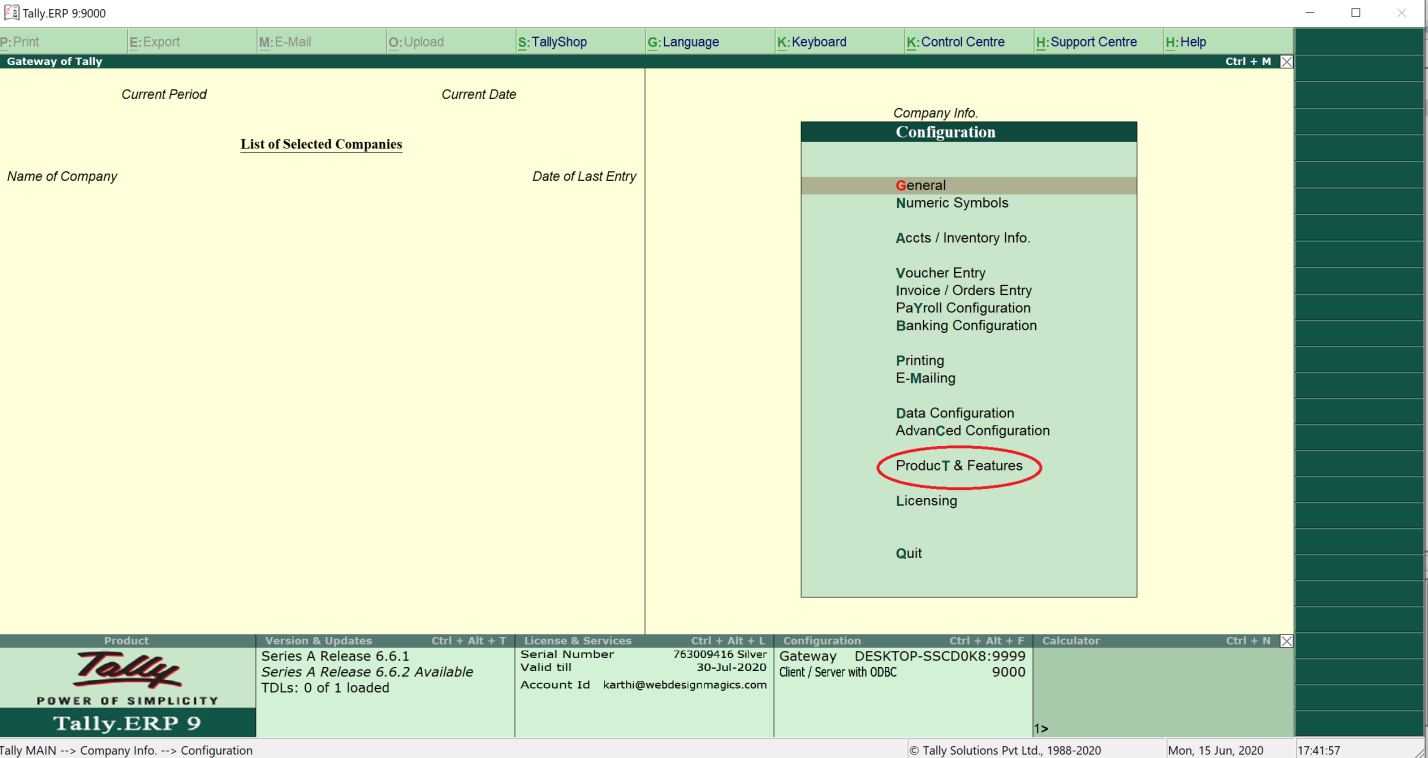 Tally.ERP 9:9000
P:Print E:Export M:E-Mail O:Upload S:TallyShop G:Language K:Keyboard K:Control Centre H:Support Centre H:Help
Gateway of Tally Ctrl + M
Current Period Current Date
List of Selected Companies
Name of Company Date of Last Entry
Company Info.
Configuration
General
Numeric Symbols
Accts / Inventory Info.
Voucher Entry
Invoice / Orders Entry
PaYroll Configuration
Banking Configuration
Printing
E-Mailing
Data Configuration
AdvanCed Configuration
ProducT & Features
Licensing
Quit
Product
Tally
POWER OF SIMPLICITY
Tally.ERP 9
Version & Updates Ctrl + Alt + T
Series A Release 6.6.1
Series A Release 6.6.2 Available
TDLs: 0 of 1 loaded
License & Services Ctrl + Alt + L
Serial Number 763009416 Silver
Valid till 30-Jul-2020
Account Id karthi@webdesignmagics.com
Configuration Ctrl + Alt + F
Gateway DESKTOP-SSCD0K8:9999
Client / Server with ODBC 9000
Calculator Ctrl + N
1>
Tally MAIN --> Company Info. --> Configuration © Tally Solutions Pvt Ltd., 1988-2020 Mon, 15 Jun, 2020 17:41:57